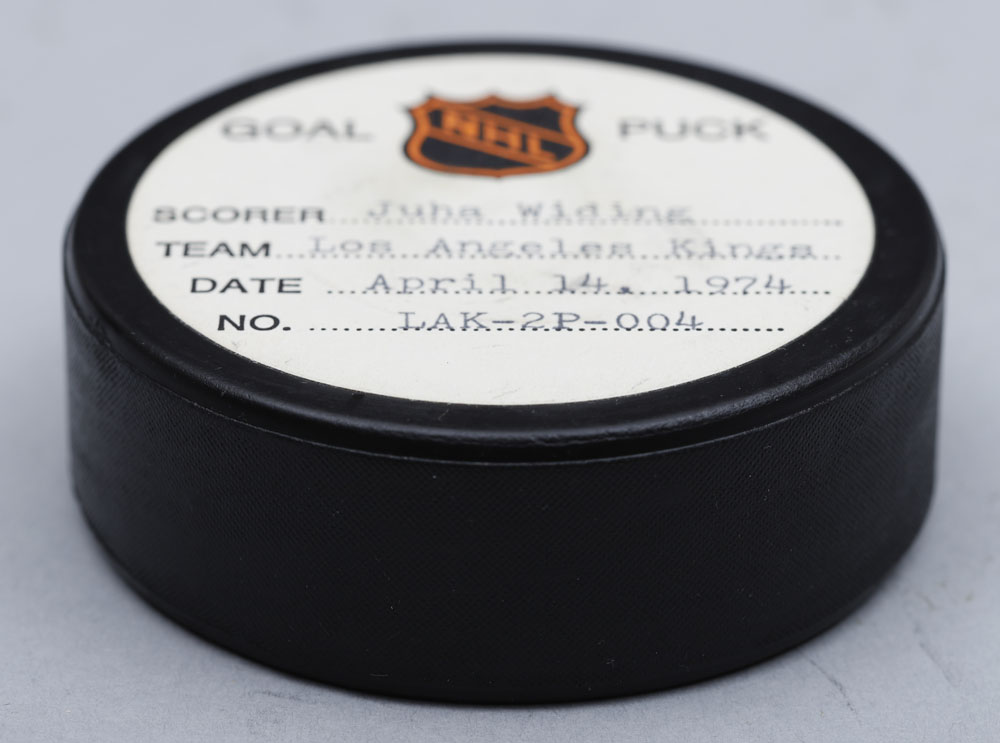 GOAL NHL PUCK
SCORER...Juha Widing...............
TEAM...Los Angeles Kings..
DATE ...April 14, 1974...
NO. .......LAK-2P-004.......